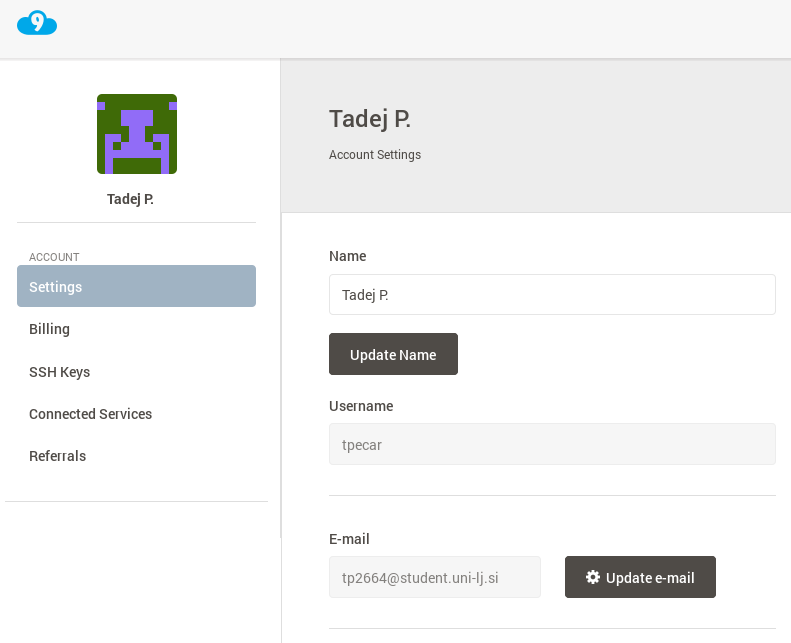 9
Tadej P.
ACCOUNT
Settings
Billing
SSH Keys
Connected Services
Referrals
Tadej P.
Account Settings
Name
Tadej P.
Update Name
Username
tpecar
E-mail
tp2664@student.uni-lj.si
Update e-mail